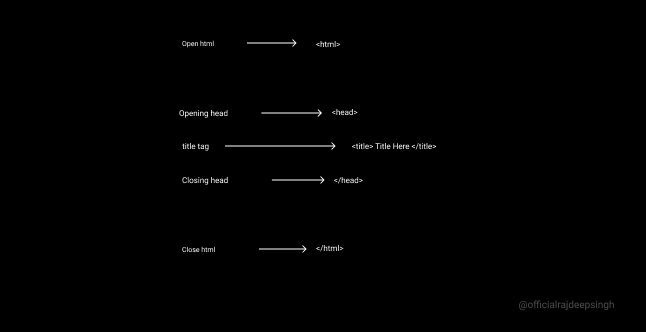 Open html <html>
Opening head <head>
title tag <title> Title Here </title>
Closing head </head>
Close html </html>
@officialrajdeepsingh